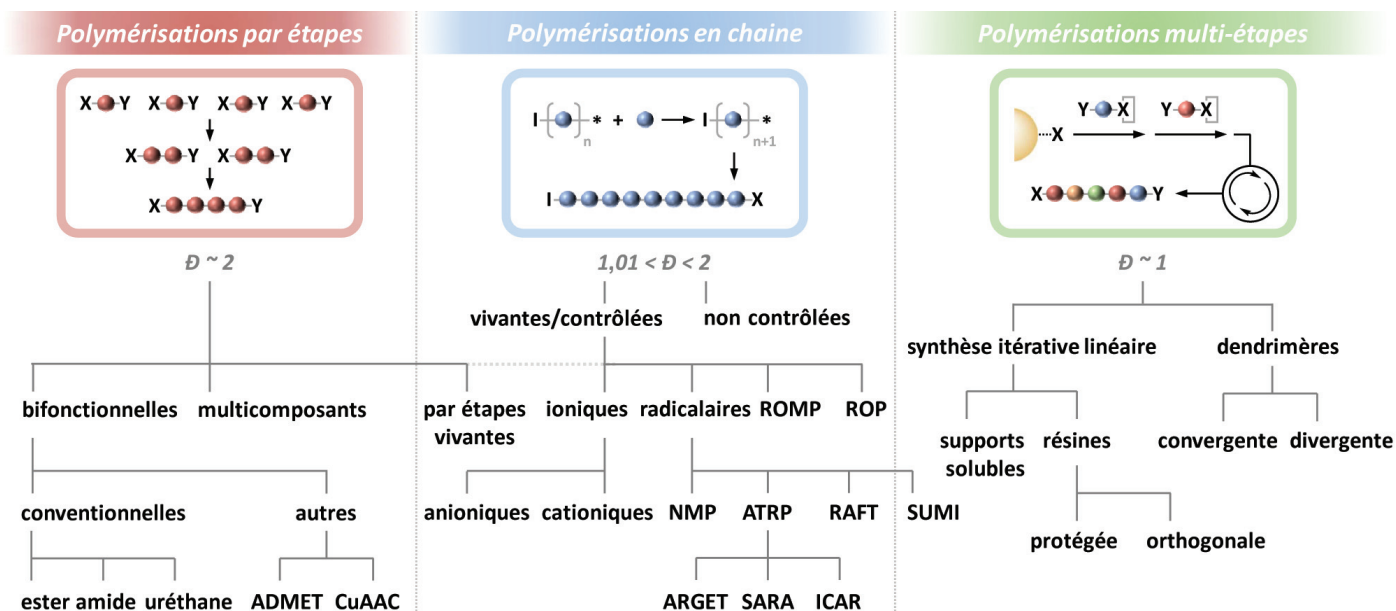 Polymérisations par étapes
Polymérisations en chaine
Polymérisations multi-étapes
X Y X Y X Y X Y
X Y X Y
X Y
I n * + I n+1 *
I X
X Y X Y X
X Y
Đ ~ 2
1,01 < Đ < 2
Đ ~ 1
vivantes/contrôlées non contrôlées
synthèse itérative linéaire dendrimères
bifonctionnelles multicomposants
par étapes
vivantes
ioniques radicalaires ROMP ROP
supports
solubles
résines convergente divergente
conventionnelles autres
anioniques cationiques NMP ATRP RAFT SUMI
protégée orthogonale
ester amide uréthane ADMET CuAAC
ARGET SARA ICAR